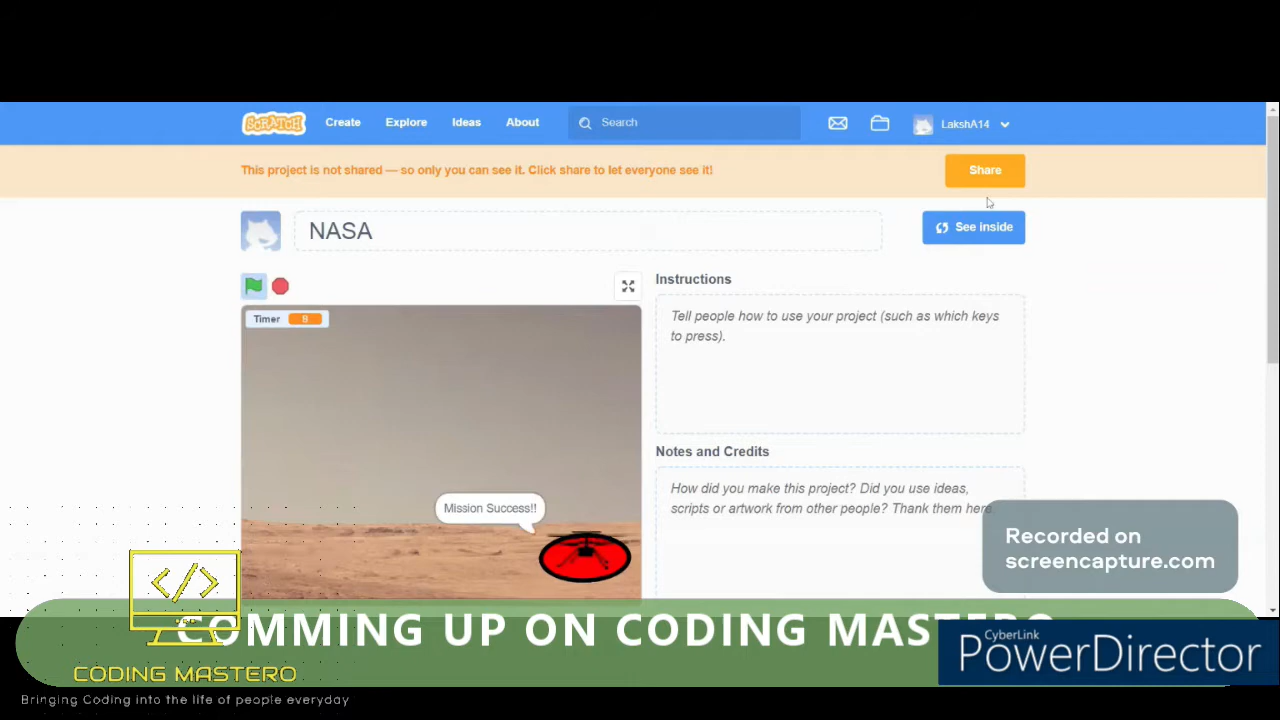 SCRATCH
Create
Explore
Ideas
About
Search
LakshA14
This project is not shared — so only you can see it. Click share to let everyone see it!
Share
NASA
See inside
Instructions
Timer 9
Tell people how to use your project (such as which keys
to press).
Notes and Credits
How did you make this project? Did you use ideas,
scripts or artwork from other people? Thank them here.
Mission Success!!
Recorded on
screencapture.com
COMMING UP ON CODING MASTERO
CyberLink
PowerDirector
CODING MASTERO
Bringing Coding into the life of people everyday